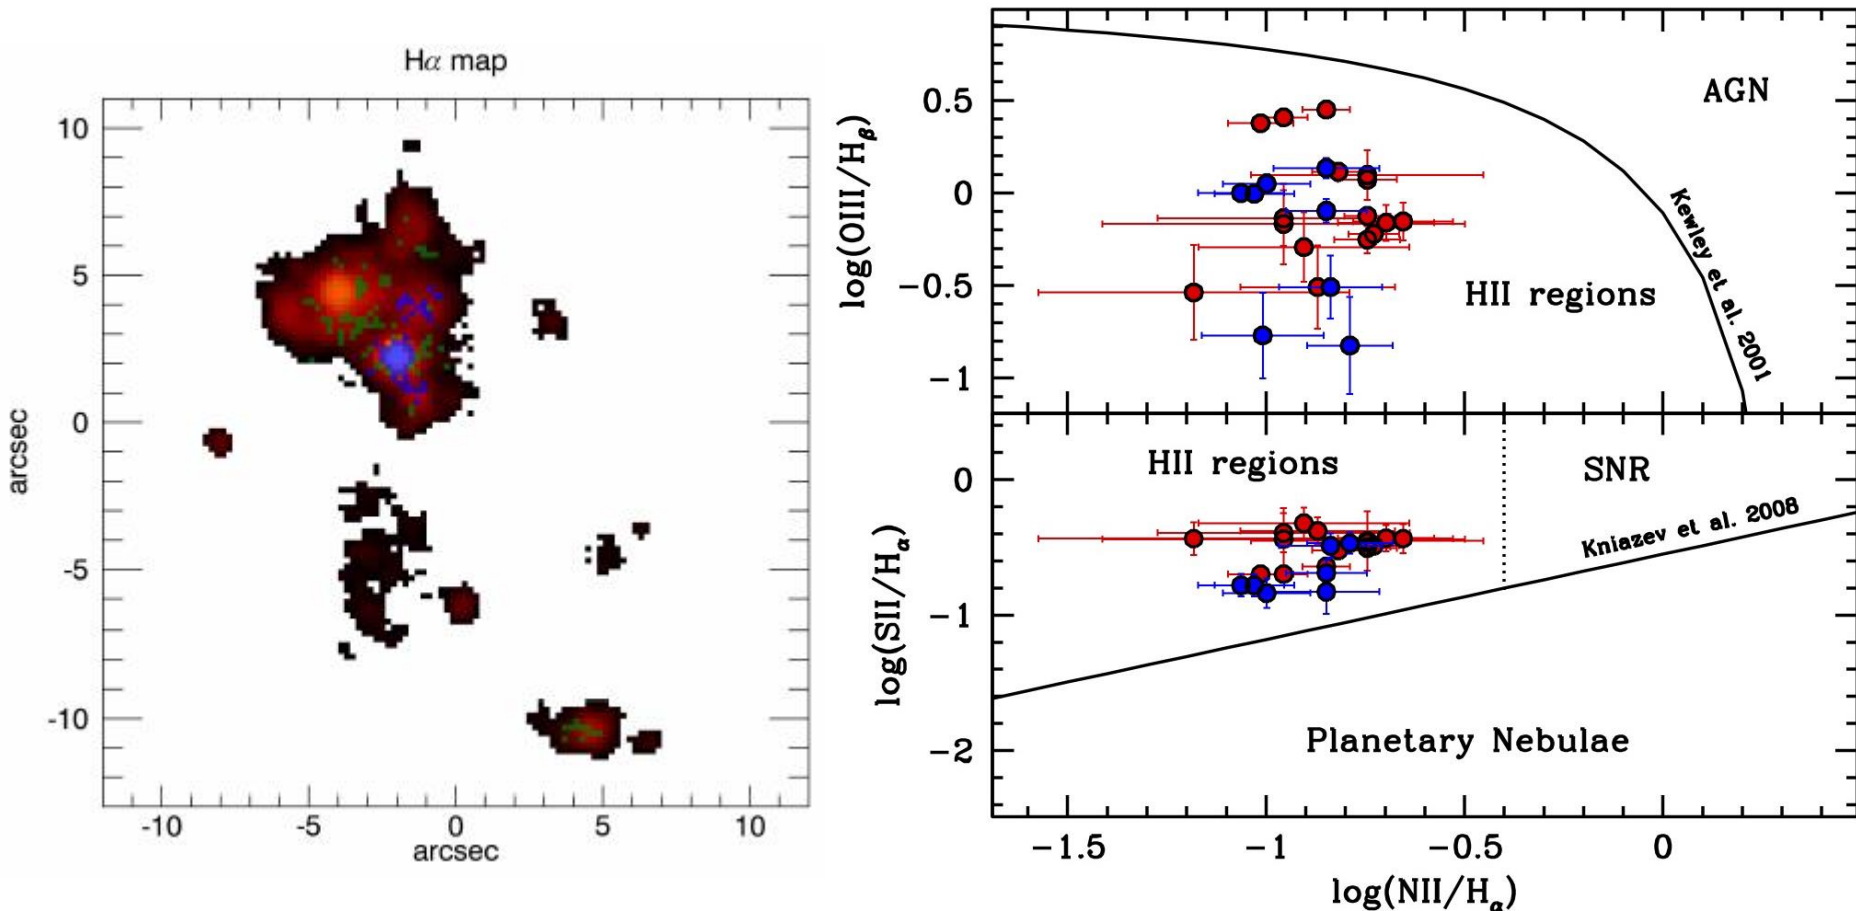 Hα map
10
5
0
-5
-10
arcsec
-10 -5 0 5 10
arcsec
0.5
0
−0.5
−1
log(OIII/Hβ)
AGN
HII regions
Kewley et al. 2001
0
−1
−2
log(SII/Hα)
HII regions
SNR
Kniazev et al. 2008
Planetary Nebulae
−1.5 −1 −0.5 0
log(NII/Hα)